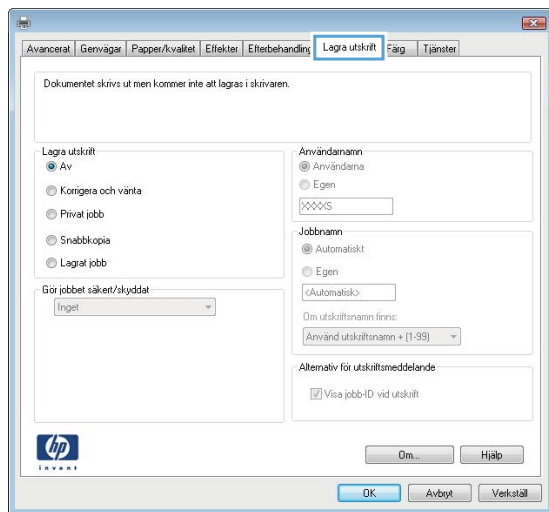 Avancerat Genvägar Papper/kvalitet Effekter Efterbehandling Lagra utskrift Färg Tjänster
Dokumentet skrivs ut men kommer inte att lagras i skrivaren.
Lagra utskrift
Av
Korrigera och vänta
Privat jobb
Snabbkopia
Lagrat jobb
Gör jobbet säkert/skyddat
Inget
Användarnamn
Användarna
Egen
XXXXS
Jobbnamn
Automatiskt
Egen
<Automatisk>
Om utskriftsnamn finns:
Använd utskriftsnamn + (1-99)
Alternativ för utskriftsmeddelande
Visa jobb-ID vid utskrift
hp
invent
Om... Hjälp
OK Avbryt Verkställ